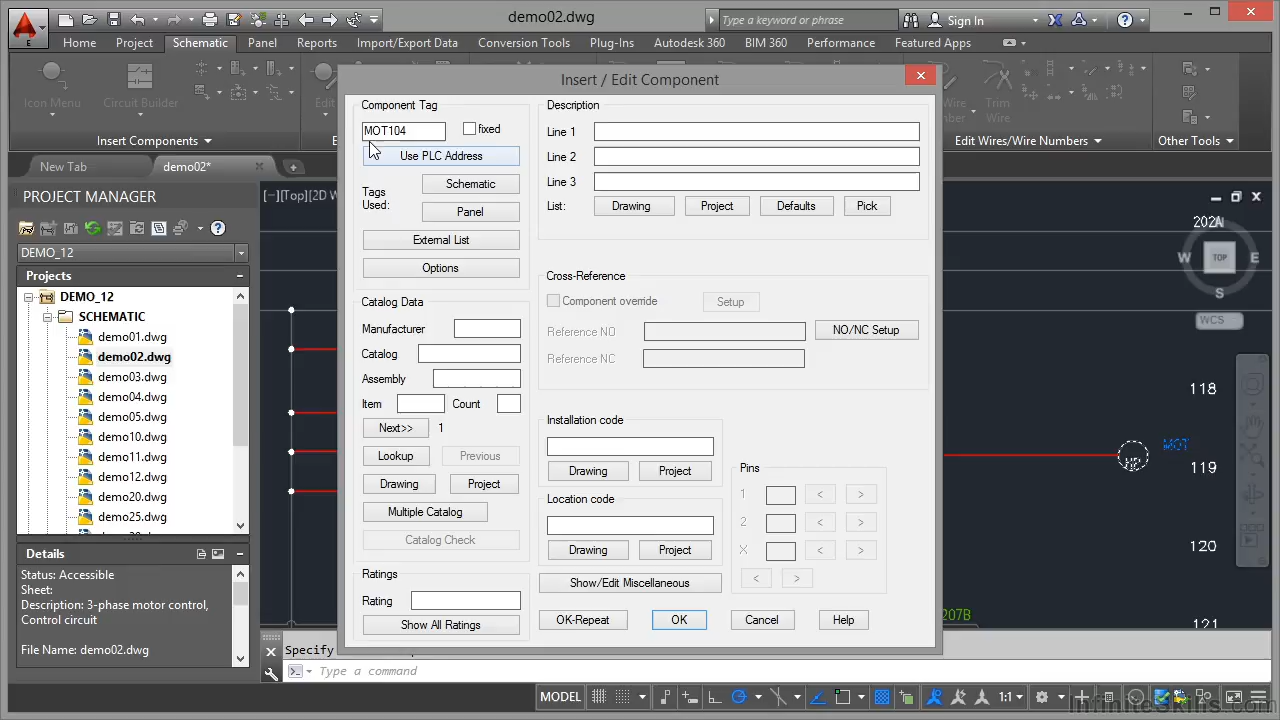 demo02.dwg
Type a keyword or phrase
Sign In
Home Project Schematic Panel Reports Import/Export Data Conversion Tools Plug-Ins Autodesk 360 BIM 360 Performance Featured Apps
E
Icon Menu
Circuit Builder
Edit
Wire
Trim
Wire
Insert Components
Edit Wires/Wire Numbers
Other Tools
New Tab
demo02.dwg*
PROJECT MANAGER
DEMO_12
Projects
DEMO_12
SCHEMATIC
demo01.dwg
demo02.dwg
demo03.dwg
demo04.dwg
demo05.dwg
demo10.dwg
demo11.dwg
demo12.dwg
demo20.dwg
demo25.dwg
Details
Status: Accessible
Sheet:
Description: 3-phase motor control,
Control circuit
File Name: demo02.dwg
[−][Top][2D W
Insert / Edit Component
Component Tag
MOT104
fixed
Use PLC Address
Tags
Used:
Schematic
Panel
External List
Options
Catalog Data
Manufacturer
Catalog
Assembly
Item
Count
Next>>
1
Lookup
Previous
Drawing
Project
Multiple Catalog
Catalog Check
Ratings
Rating
Show All Ratings
Description
Line 1
Line 2
Line 3
List:
Drawing
Project
Defaults
Pick
Cross-Reference
Component override
Setup
Reference NO
NO/NC Setup
Reference NC
Installation code
Drawing
Project
Location code
Drawing
Project
Pins
1 < >
2 < >
X < >
< >
Show/Edit Miscellaneous
OK-Repeat
OK
Cancel
Help
202A
W
TOP
E
S
WCS
118
MOT
119
120
207B
121
Specify
Type a command
MODEL
1:1
InfiniteSkills.com